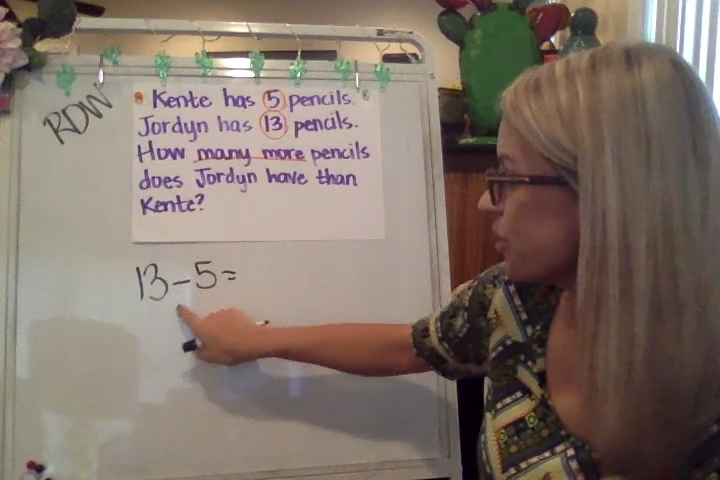 RDW
Kente has 5 pencils.
Jordyn has 13 pencils.
How many more pencils
does Jordyn have than
Kente?
13-5=